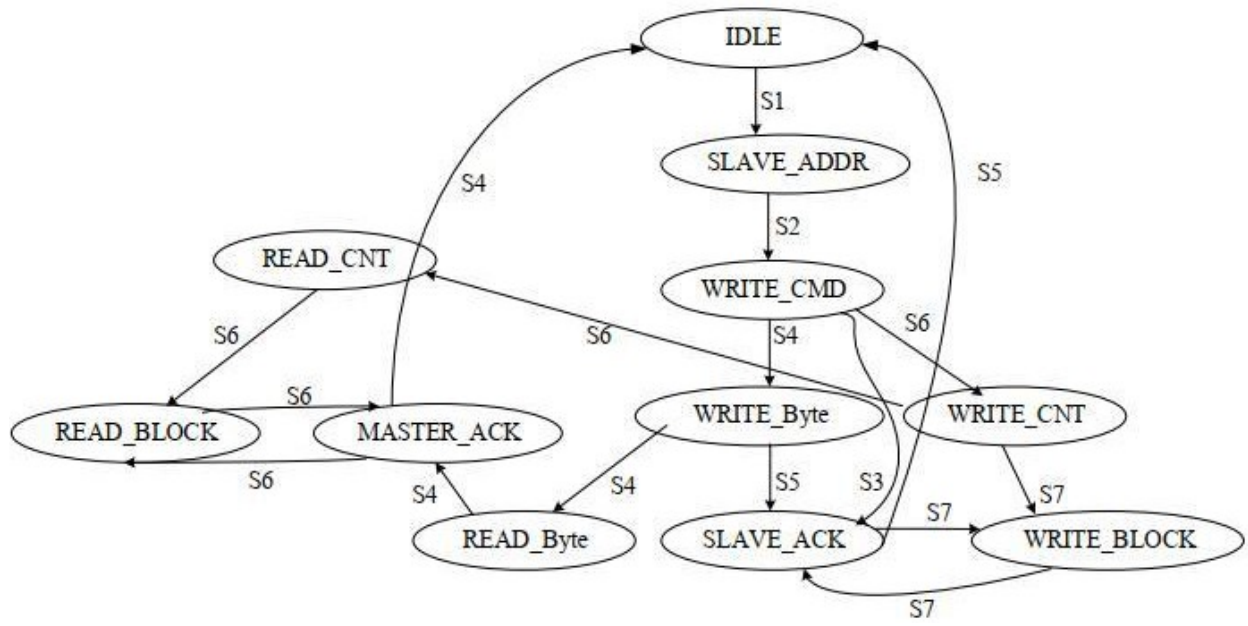 IDLE
S1
SLAVE_ADDR
S4
S5
S2
READ_CNT
WRITE_CMD
S6
S6
S4
S6
S6
WRITE_Byte
WRITE_CNT
READ_BLOCK
MASTER_ACK
S6
S4
S4
S5
S3
S7
READ_Byte
SLAVE_ACK
S7
WRITE_BLOCK
S7